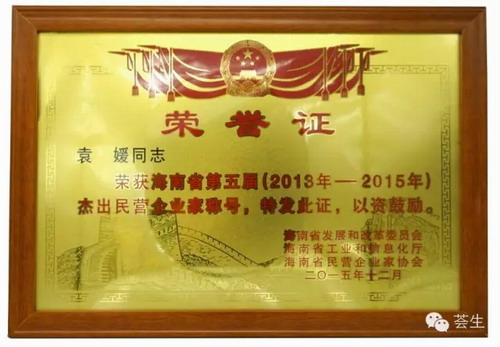 荣誉证
袁 媛同志
荣获海南省第五届(2013年—2015年)
杰出民营企业家称号,特发此证,以资鼓励。
海南省发展和改革委员会
海南省工业和信息化厅
海南省民营企业家协会
二〇一五年十二月
荟生